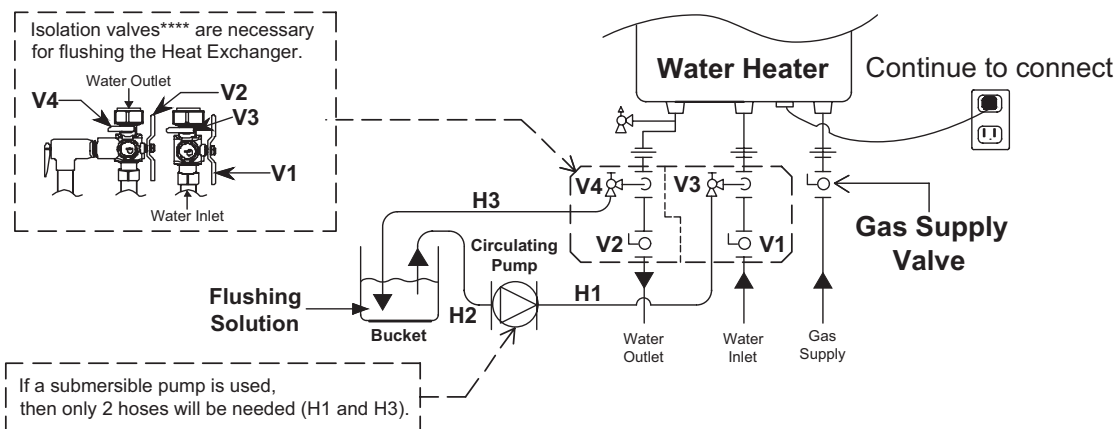 Isolation valves**** are necessary
for flushing the Heat Exchanger.
Water Outlet
V4
V2
V3
V1
Water Inlet
Water Heater
Continue to connect
V4
V3
H3
V2
V1
Gas Supply
Valve
Circulating
Pump
Flushing
Solution
H1
H2
Bucket
Water
Outlet
Water
Inlet
Gas
Supply
If a submersible pump is used,
then only 2 hoses will be needed (H1 and H3).